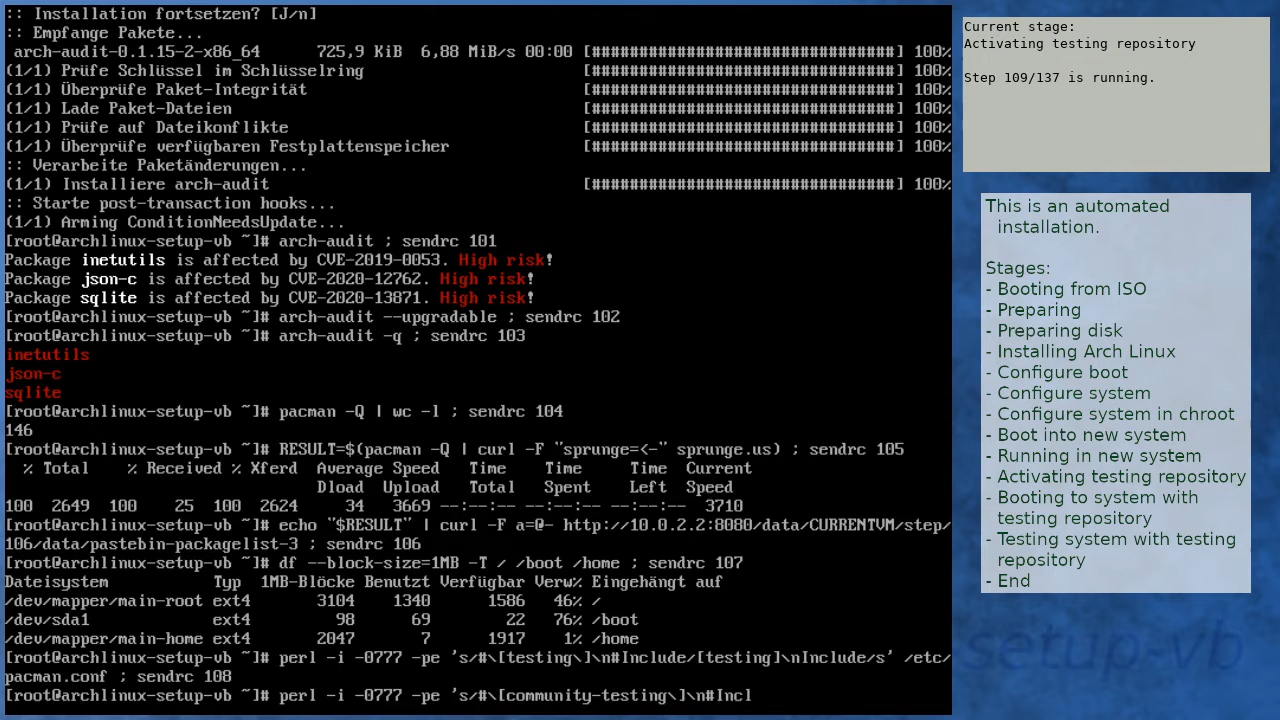 :: Installation fortsetzen? [J/n]
:: Empfange Pakete...
 arch-audit-0.1.15-2-x86_64      725,9 KiB  6,88 MiB/s 00:00 [################################] 100%
(1/1) Prüfe Schlüssel im Schlüsselring                       [################################] 100%
(1/1) Überprüfe Paket-Integrität                             [################################] 100%
(1/1) Lade Paket-Dateien                                     [################################] 100%
(1/1) Prüfe auf Dateikonflikte                               [################################] 100%
(1/1) Überprüfe verfügbaren Festplattenspeicher              [################################] 100%
:: Verarbeite Paketänderungen...
(1/1) Installiere arch-audit                                 [################################] 100%
:: Starte post-transaction hooks...
(1/1) Arming ConditionNeedsUpdate...
[root@archlinux-setup-vb ~]# arch-audit ; sendrc 101
Package inetutils is affected by CVE-2019-0053. High risk!
Package json-c is affected by CVE-2020-12762. High risk!
Package sqlite is affected by CVE-2020-13871. High risk!
[root@archlinux-setup-vb ~]# arch-audit --upgradable ; sendrc 102
[root@archlinux-setup-vb ~]# arch-audit -q ; sendrc 103
inetutils
json-c
sqlite
[root@archlinux-setup-vb ~]# pacman -Q | wc -l ; sendrc 104
146
[root@archlinux-setup-vb ~]# RESULT=$(pacman -Q | curl -F "sprunge=<-" sprunge.us) ; sendrc 105
  % Total    % Received % Xferd  Average Speed   Time    Time     Time  Current
                                 Dload  Upload   Total   Spent    Left  Speed
100  2649  100    25  100  2624     34   3669 --:--:-- --:--:-- --:--:--  3710
[root@archlinux-setup-vb ~]# echo "$RESULT" | curl -F a=@- http://10.0.2.2:8080/data/CURRENTVM/step/
106/data/pastebin-packagelist-3 ; sendrc 106
[root@archlinux-setup-vb ~]# df --block-size=1MB -T / /boot /home ; sendrc 107
Dateisystem           Typ  1MB-Blöcke Benutzt Verfügbar Verw% Eingehängt auf
/dev/mapper/main-root ext4       3104    1340      1586   46% /
/dev/sda1             ext4         98      69        22   76% /boot
/dev/mapper/main-home ext4       2047       7      1917    1% /home
[root@archlinux-setup-vb ~]# perl -i -0777 -pe 's/#\[testing\]\n#Include/[testing]\nInclude/s' /etc/
pacman.conf ; sendrc 108
[root@archlinux-setup-vb ~]# perl -i -0777 -pe 's/#\[community-testing\]\n#Incl
Current stage:
Activating testing repository
Step 109/137 is running.
This is an automated
installation.
Stages:
- Booting from ISO
- Preparing
- Preparing disk
- Installing Arch Linux
- Configure boot
- Configure system
- Configure system in chroot
- Boot into new system
- Running in new system
- Activating testing repository
- Booting to system with
testing repository
- Testing system with testing
repository
- End
setup-vb